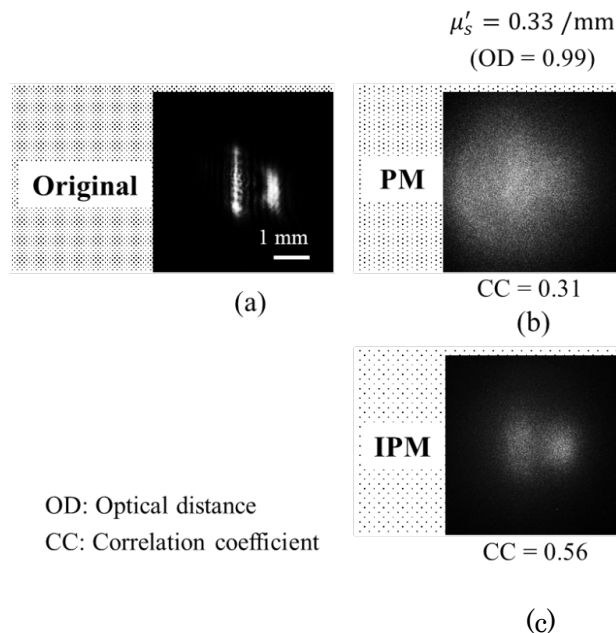 μ′ₛ = 0.33 /mm
(OD = 0.99)
Original
1 mm
(a)
PM
CC = 0.31
(b)
IPM
CC = 0.56
(c)
OD: Optical distance
CC: Correlation coefficient